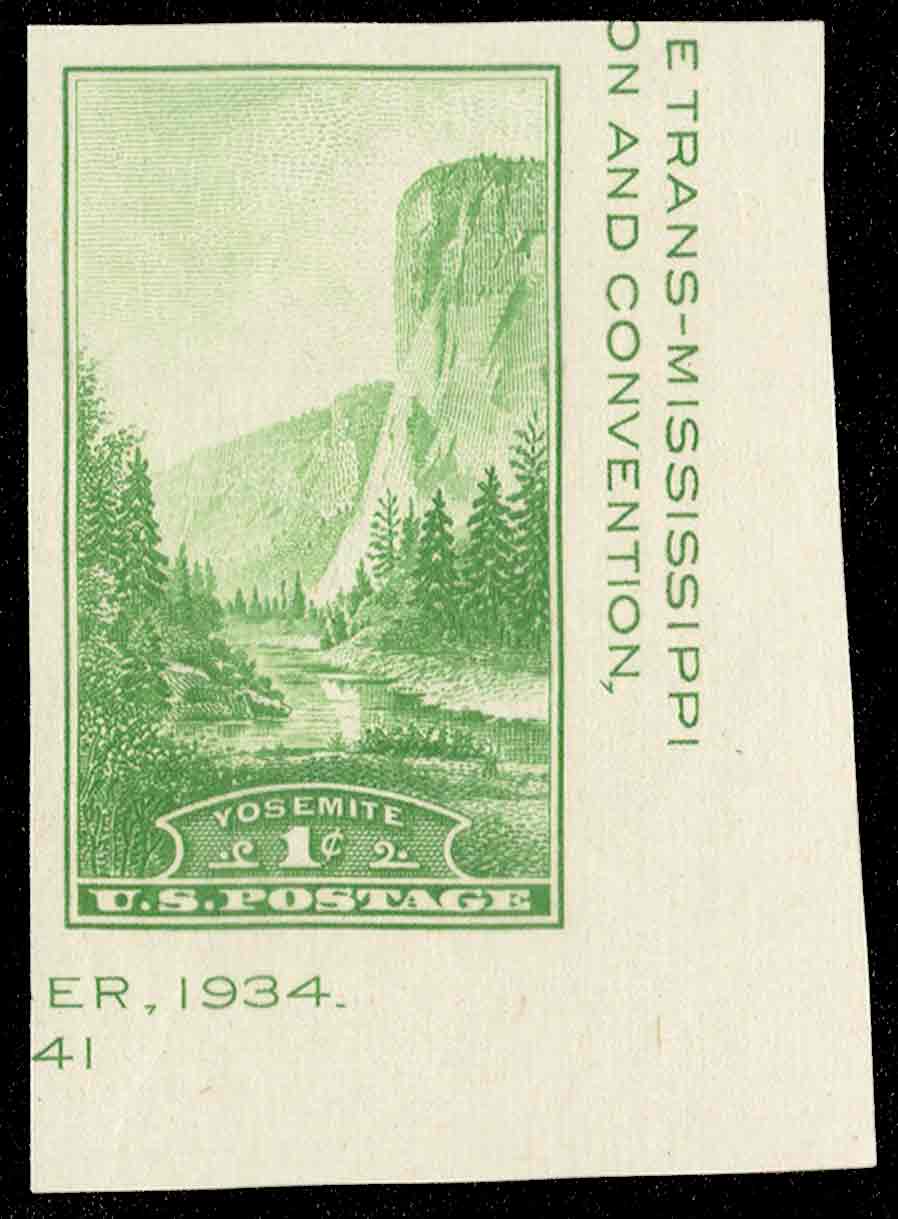 E TRANS-MISSISSIPPI
ON AND CONVENTION,
YOSEMITE
1¢
U.S.POSTAGE
ER, 1934.
41